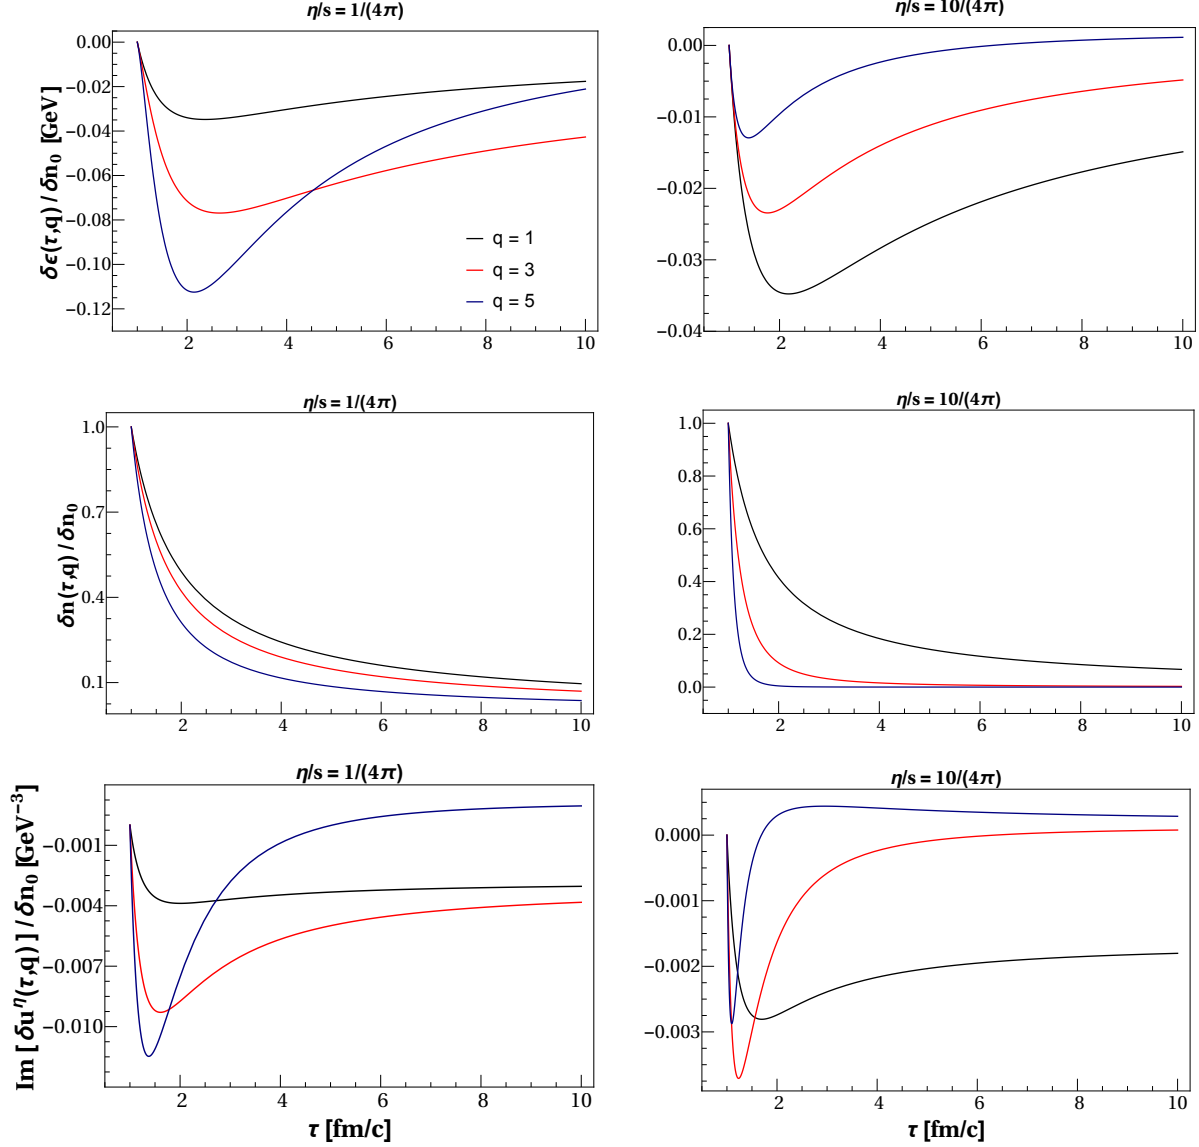 η/s = 1/(4π)
δϵ(τ,q) / δn₀ [GeV]
0.00
−0.02
−0.04
−0.06
−0.08
−0.10
−0.12
q = 1
q = 3
q = 5
2 4 6 8 10
η/s = 10/(4π)
0.00
−0.01
−0.02
−0.03
−0.04
2 4 6 8 10
η/s = 1/(4π)
δn(τ,q) / δn₀
1.0
0.7
0.4
0.1
2 4 6 8 10
η/s = 10/(4π)
1.0
0.8
0.6
0.4
0.2
0.0
2 4 6 8 10
η/s = 1/(4π)
Im [ δu^η(τ,q) ] / δn₀ [GeV⁻³]
−0.001
−0.004
−0.007
−0.010
2 4 6 8 10
τ [fm/c]
η/s = 10/(4π)
0.000
−0.001
−0.002
−0.003
2 4 6 8 10
τ [fm/c]